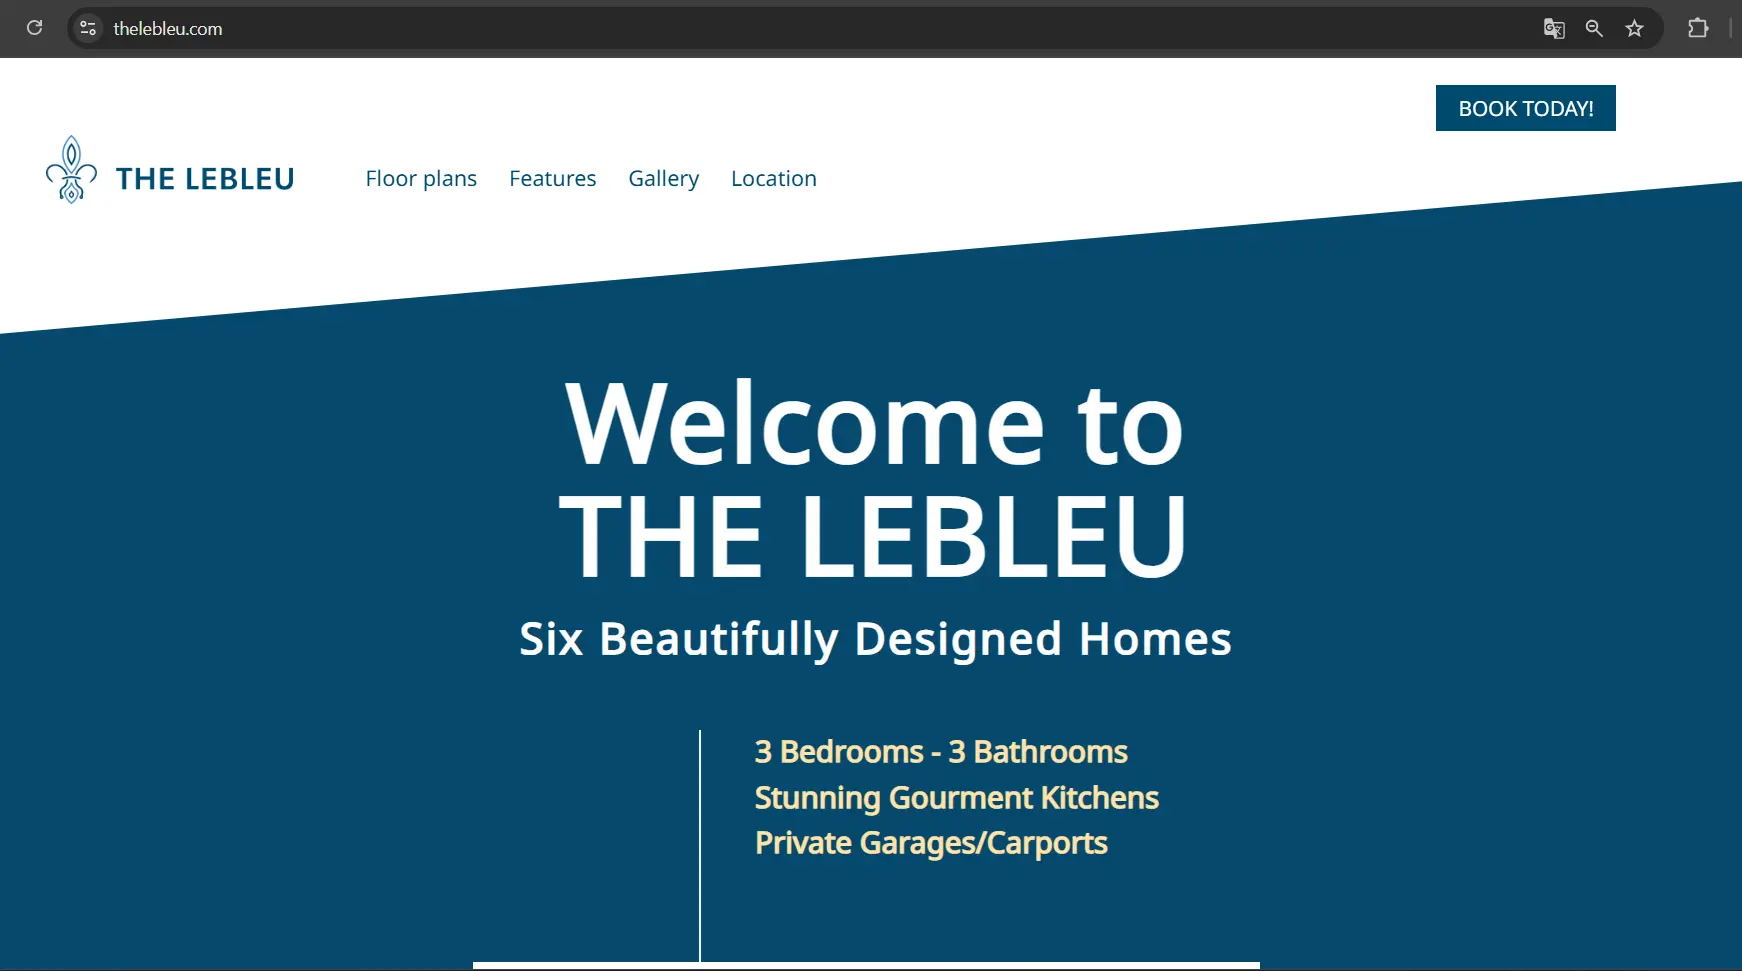 thelebleu.com
BOOK TODAY!
THE LEBLEU
Floor plans Features Gallery Location
Welcome to
THE LEBLEU
Six Beautifully Designed Homes
3 Bedrooms - 3 Bathrooms
Stunning Gourment Kitchens
Private Garages/Carports